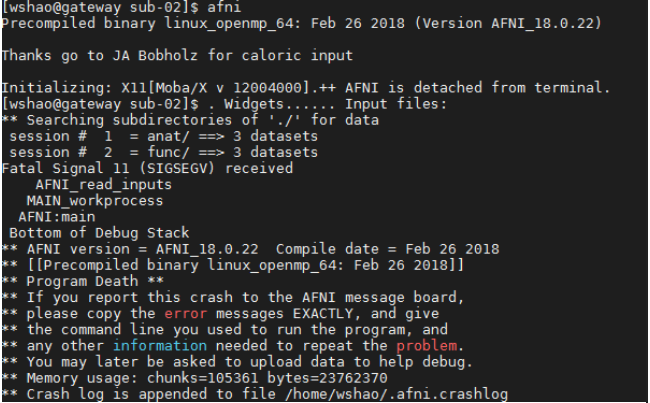 [wshao@gateway sub-02]$ afni
Precompiled binary linux_openmp_64: Feb 26 2018 (Version AFNI_18.0.22)
Thanks go to JA Bobholz for caloric input
Initializing: X11[Moba/X v 12004000].++ AFNI is detached from terminal.
[wshao@gateway sub-02]$ . Widgets...... Input files:
** Searching subdirectories of './' for data
session # 1 = anat/ ==> 3 datasets
session # 2 = func/ ==> 3 datasets
Fatal Signal 11 (SIGSEGV) received
AFNI_read_inputs
MAIN_workprocess
AFNI:main
Bottom of Debug Stack
** AFNI version = AFNI_18.0.22 Compile date = Feb 26 2018
** [[Precompiled binary linux_openmp_64: Feb 26 2018]]
** Program Death **
** If you report this crash to the AFNI message board,
** please copy the error messages EXACTLY, and give
** the command line you used to run the program, and
** any other information needed to repeat the problem.
** You may later be asked to upload data to help debug.
** Memory usage: chunks=105361 bytes=23762370
** Crash log is appended to file /home/wshao/.afni.crashlog